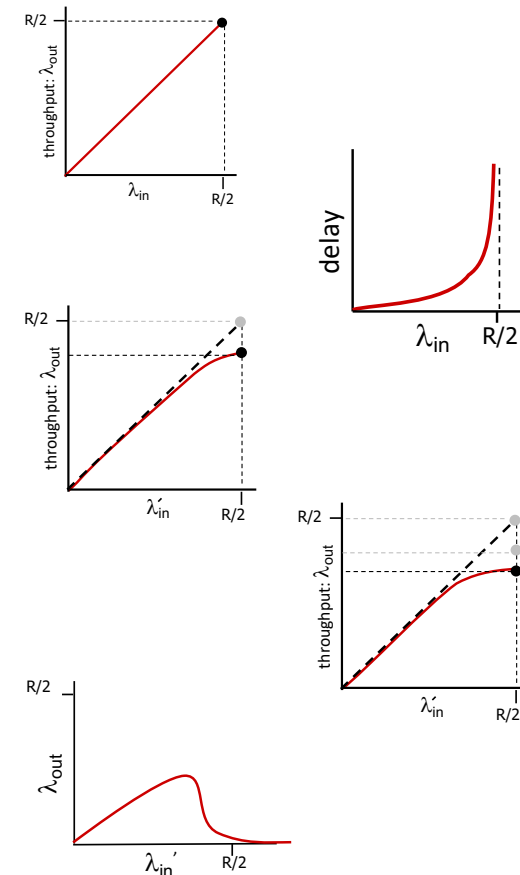 R/2
throughput: λout
λin
R/2
delay
λin
R/2
R/2
throughput: λout
λ'in
R/2
R/2
throughput: λout
λ'in
R/2
R/2
λout
λin'
R/2